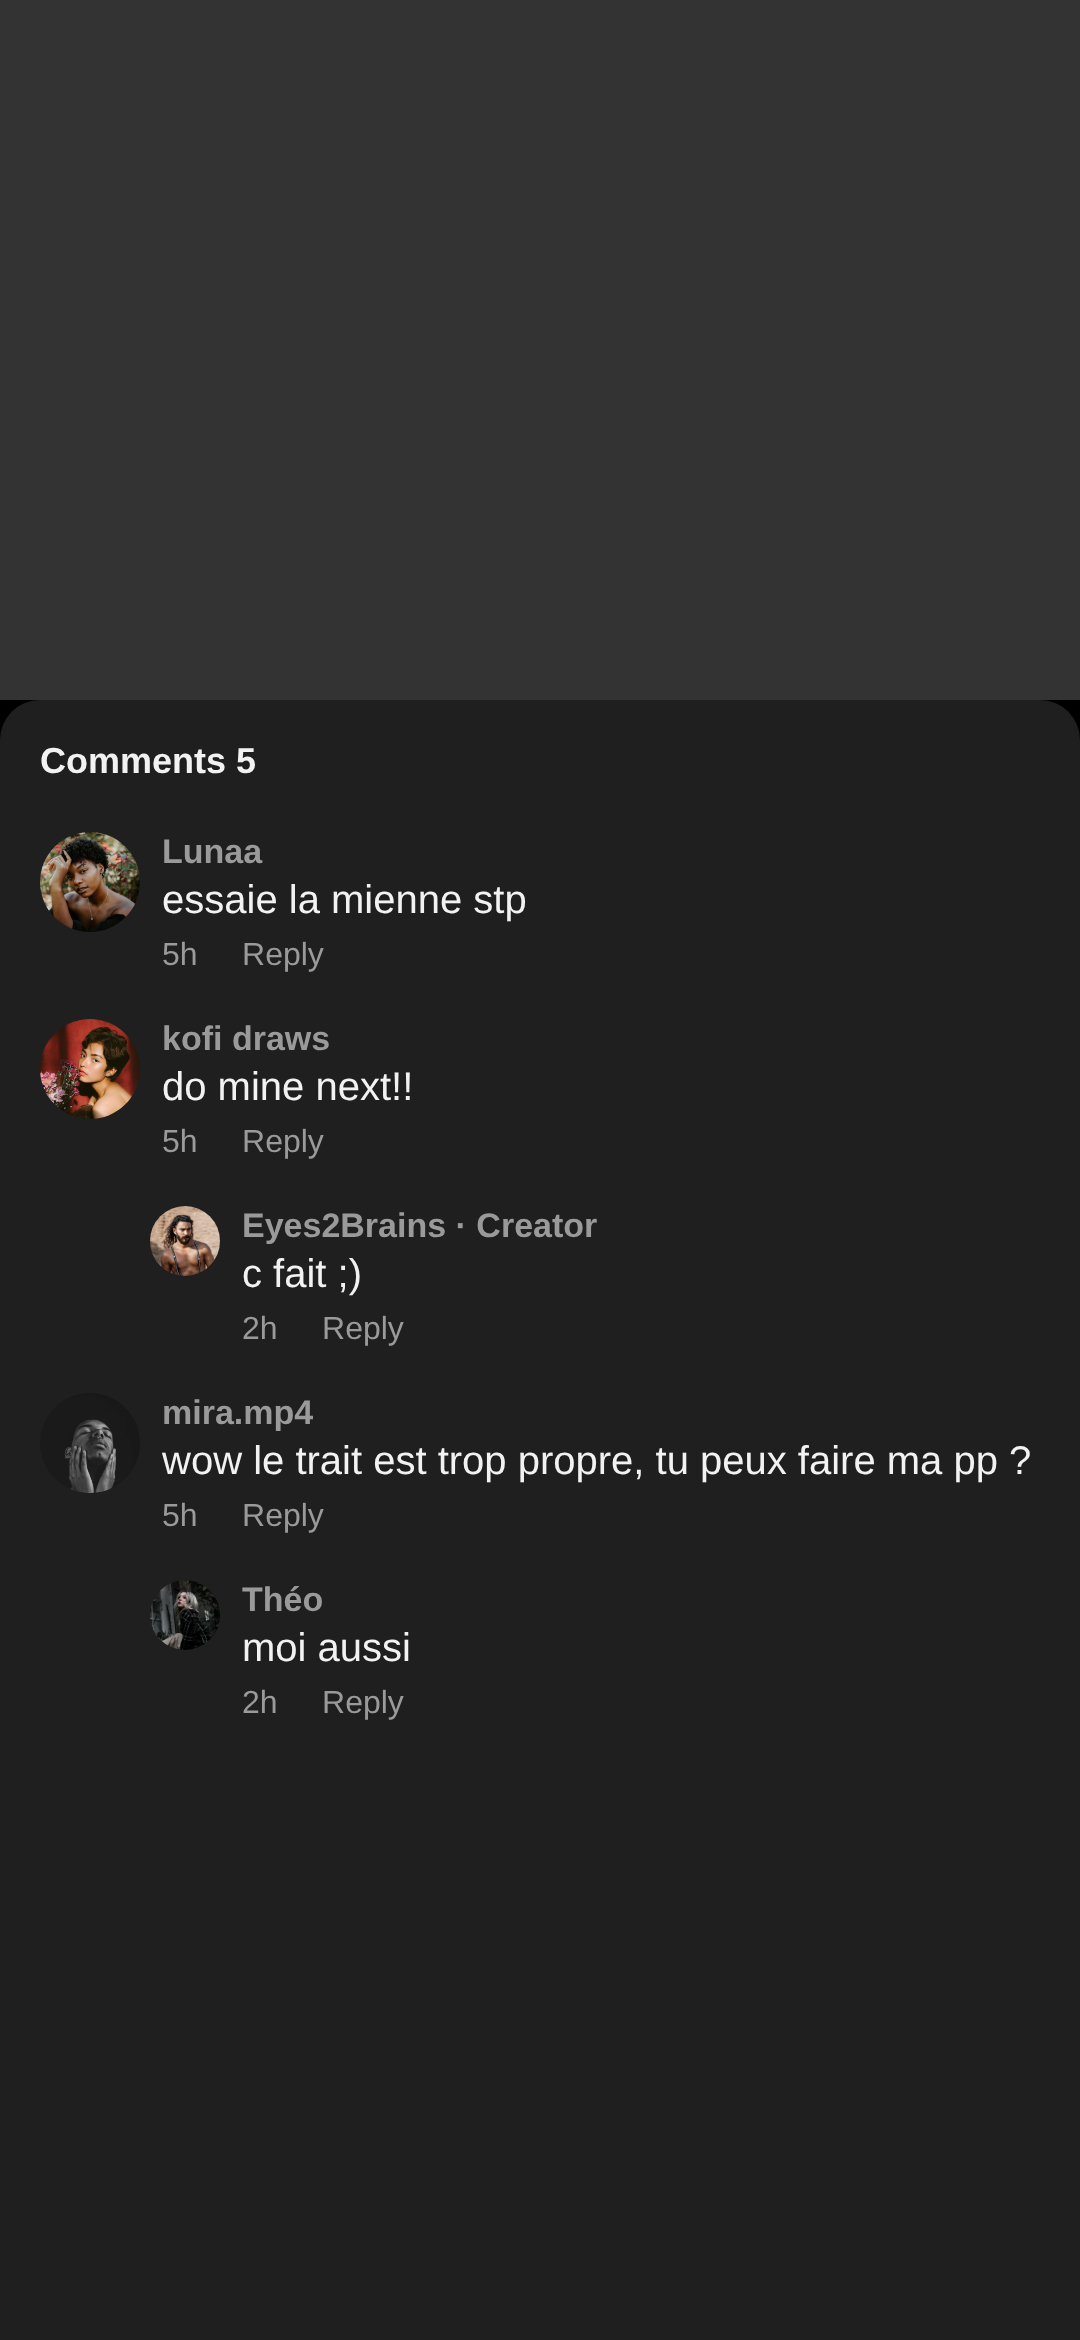 Comments 5
Lunaa
essaie la mienne stp
5h Reply
kofi draws
do mine next!!
5h Reply
Eyes2Brains · Creator
c fait ;)
2h Reply
mira.mp4
wow le trait est trop propre, tu peux faire ma pp ?
5h Reply
Théo
moi aussi
2h Reply